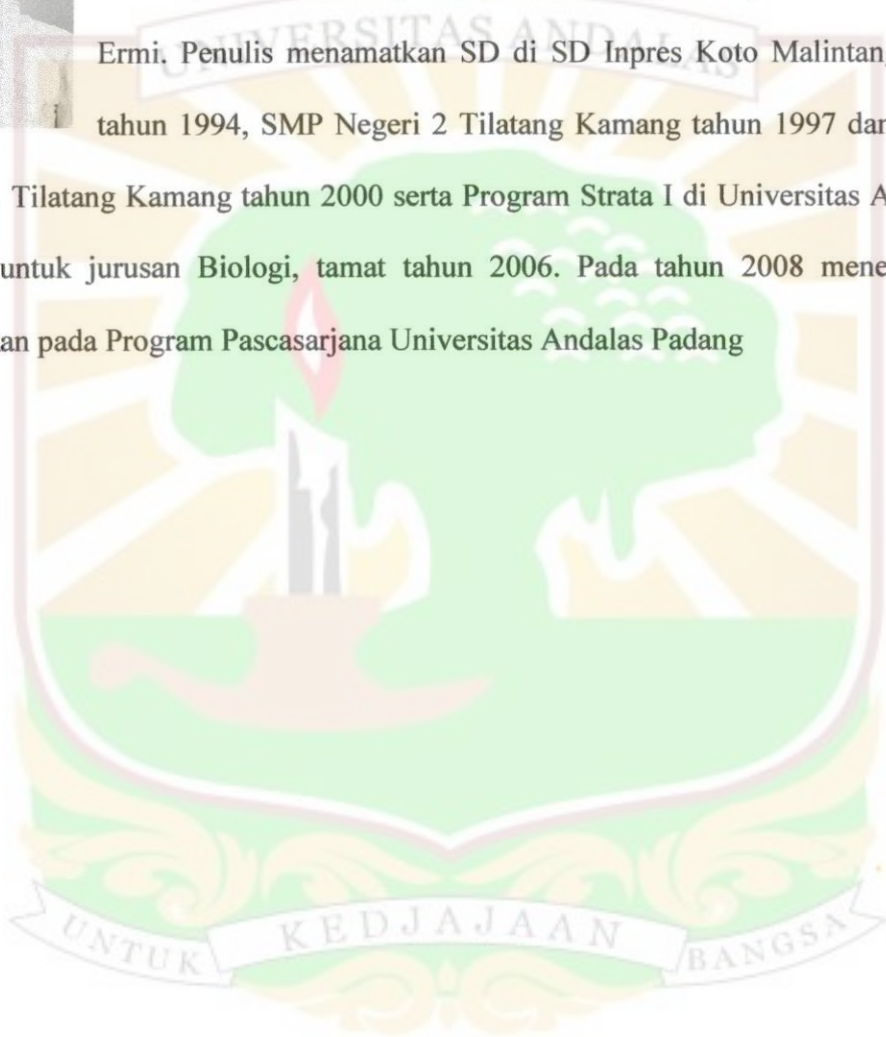 UNIVERSITAS ANDALAS
Ermi. Penulis menamatkan SD di SD Inpres Koto Malintan
tahun 1994, SMP Negeri 2 Tilatang Kamang tahun 1997 dan
Tilatang Kamang tahun 2000 serta Program Strata I di Universitas A
untuk jurusan Biologi, tamat tahun 2006. Pada tahun 2008 mene
an pada Program Pascasarjana Universitas Andalas Padang
UNTUK KEDJAJAAN BANGSA